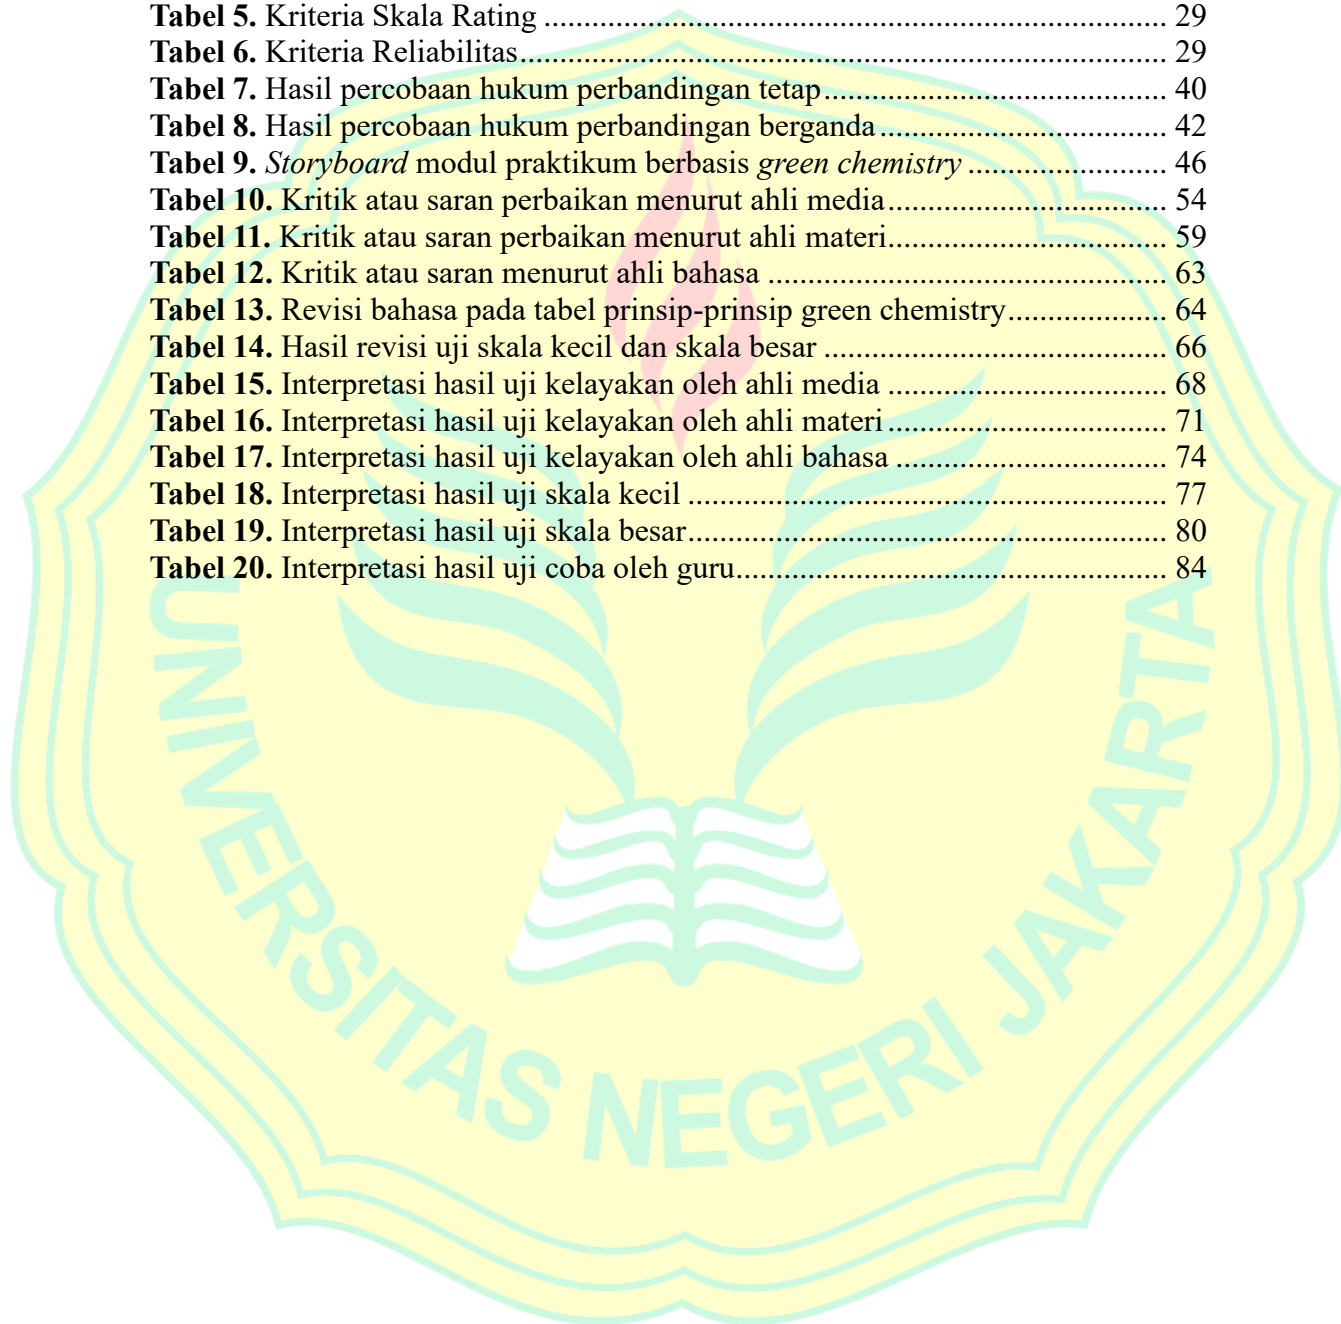 Tabel 5. Kriteria Skala Rating ............................................................................... 29
Tabel 6. Kriteria Reliabilitas.................................................................................. 29
Tabel 7. Hasil percobaan hukum perbandingan tetap............................................ 40
Tabel 8. Hasil percobaan hukum perbandingan berganda..................................... 42
Tabel 9. Storyboard modul praktikum berbasis green chemistry ......................... 46
Tabel 10. Kritik atau saran perbaikan menurut ahli media................................... 54
Tabel 11. Kritik atau saran perbaikan menurut ahli materi................................... 59
Tabel 12. Kritik atau saran menurut ahli bahasa ................................................... 63
Tabel 13. Revisi bahasa pada tabel prinsip-prinsip green chemistry.................... 64
Tabel 14. Hasil revisi uji skala kecil dan skala besar ........................................... 66
Tabel 15. Interpretasi hasil uji kelayakan oleh ahli media ................................... 68
Tabel 16. Interpretasi hasil uji kelayakan oleh ahli materi ................................... 71
Tabel 17. Interpretasi hasil uji kelayakan oleh ahli bahasa .................................. 74
Tabel 18. Interpretasi hasil uji skala kecil ............................................................ 77
Tabel 19. Interpretasi hasil uji skala besar............................................................ 80
Tabel 20. Interpretasi hasil uji coba oleh guru...................................................... 84
UNIVERSITAS NEGERI JAKARTA